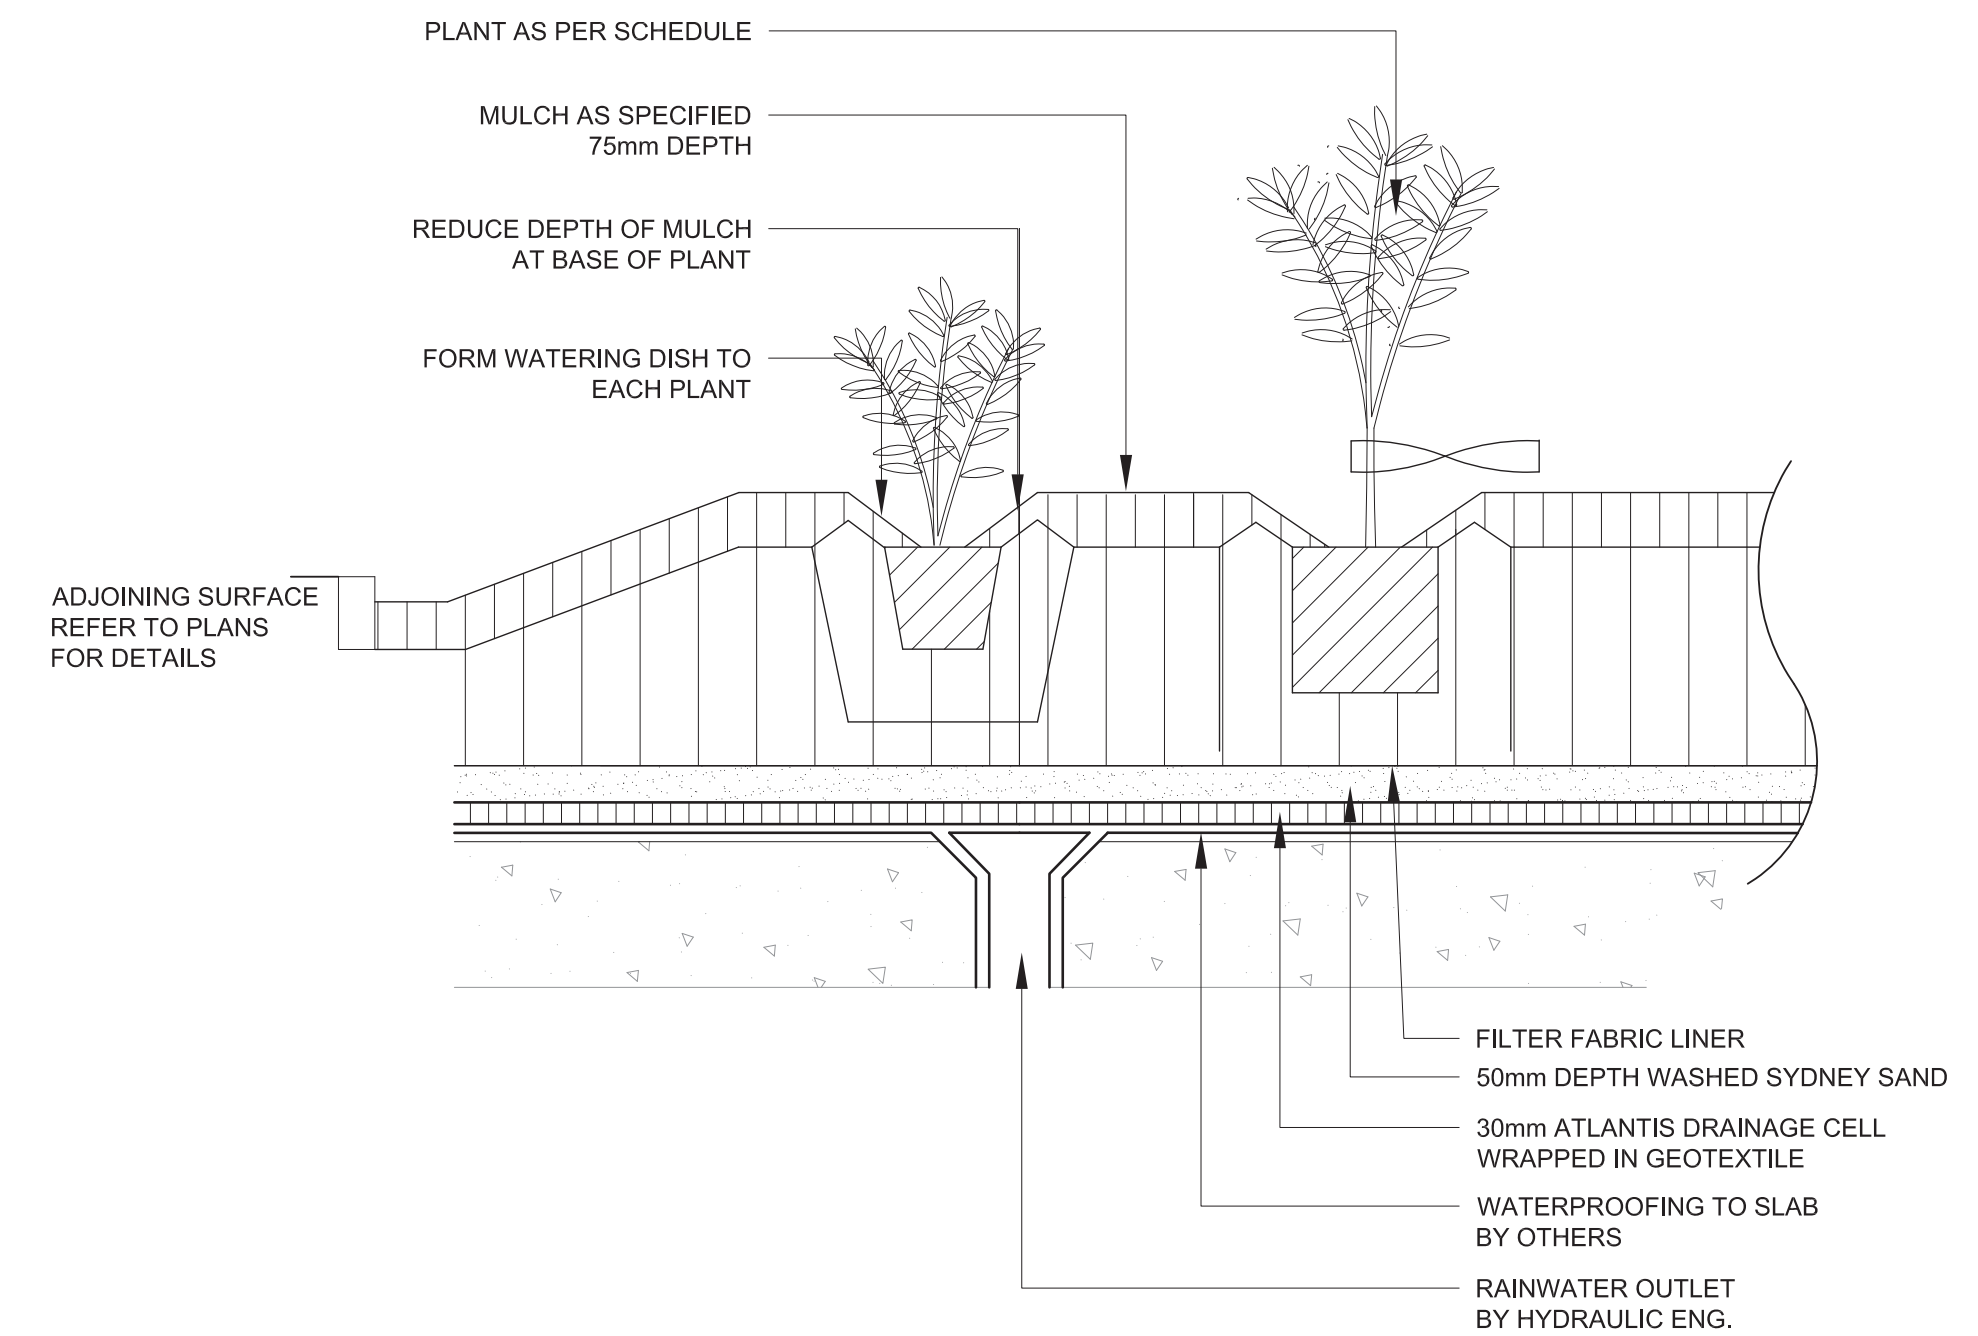 PLANT AS PER SCHEDULE
MULCH AS SPECIFIED
75mm DEPTH
REDUCE DEPTH OF MULCH
AT BASE OF PLANT
FORM WATERING DISH TO
EACH PLANT
ADJOINING SURFACE
REFER TO PLANS
FOR DETAILS
FILTER FABRIC LINER
50mm DEPTH WASHED SYDNEY SAND
30mm ATLANTIS DRAINAGE CELL
WRAPPED IN GEOTEXTILE
WATERPROOFING TO SLAB
BY OTHERS
RAINWATER OUTLET
BY HYDRAULIC ENG.